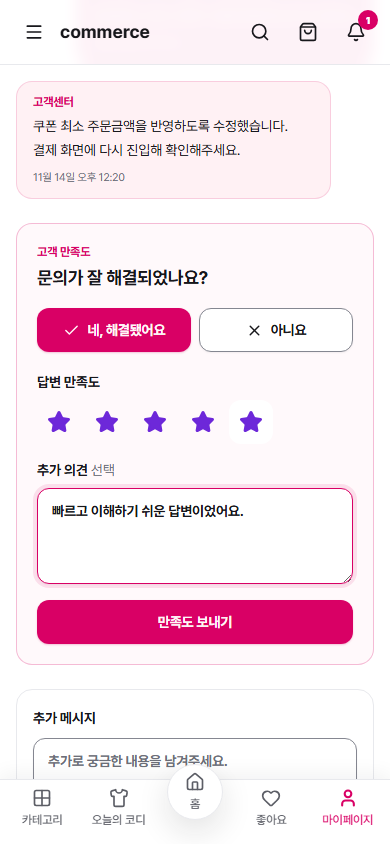 commerce
1
고객센터
쿠폰 최소 주문금액을 반영하도록 수정했습니다.
결제 화면에 다시 진입해 확인해주세요.
11월 14일 오후 12:20
고객 만족도
문의가 잘 해결되었나요?
네, 해결됐어요
아니요
답변 만족도
추가 의견 선택
빠르고 이해하기 쉬운 답변이었어요.
만족도 보내기
추가 메시지
추가로 궁금한 내용을 남겨주세요.
카테고리
오늘의 코디
홈
좋아요
마이페이지